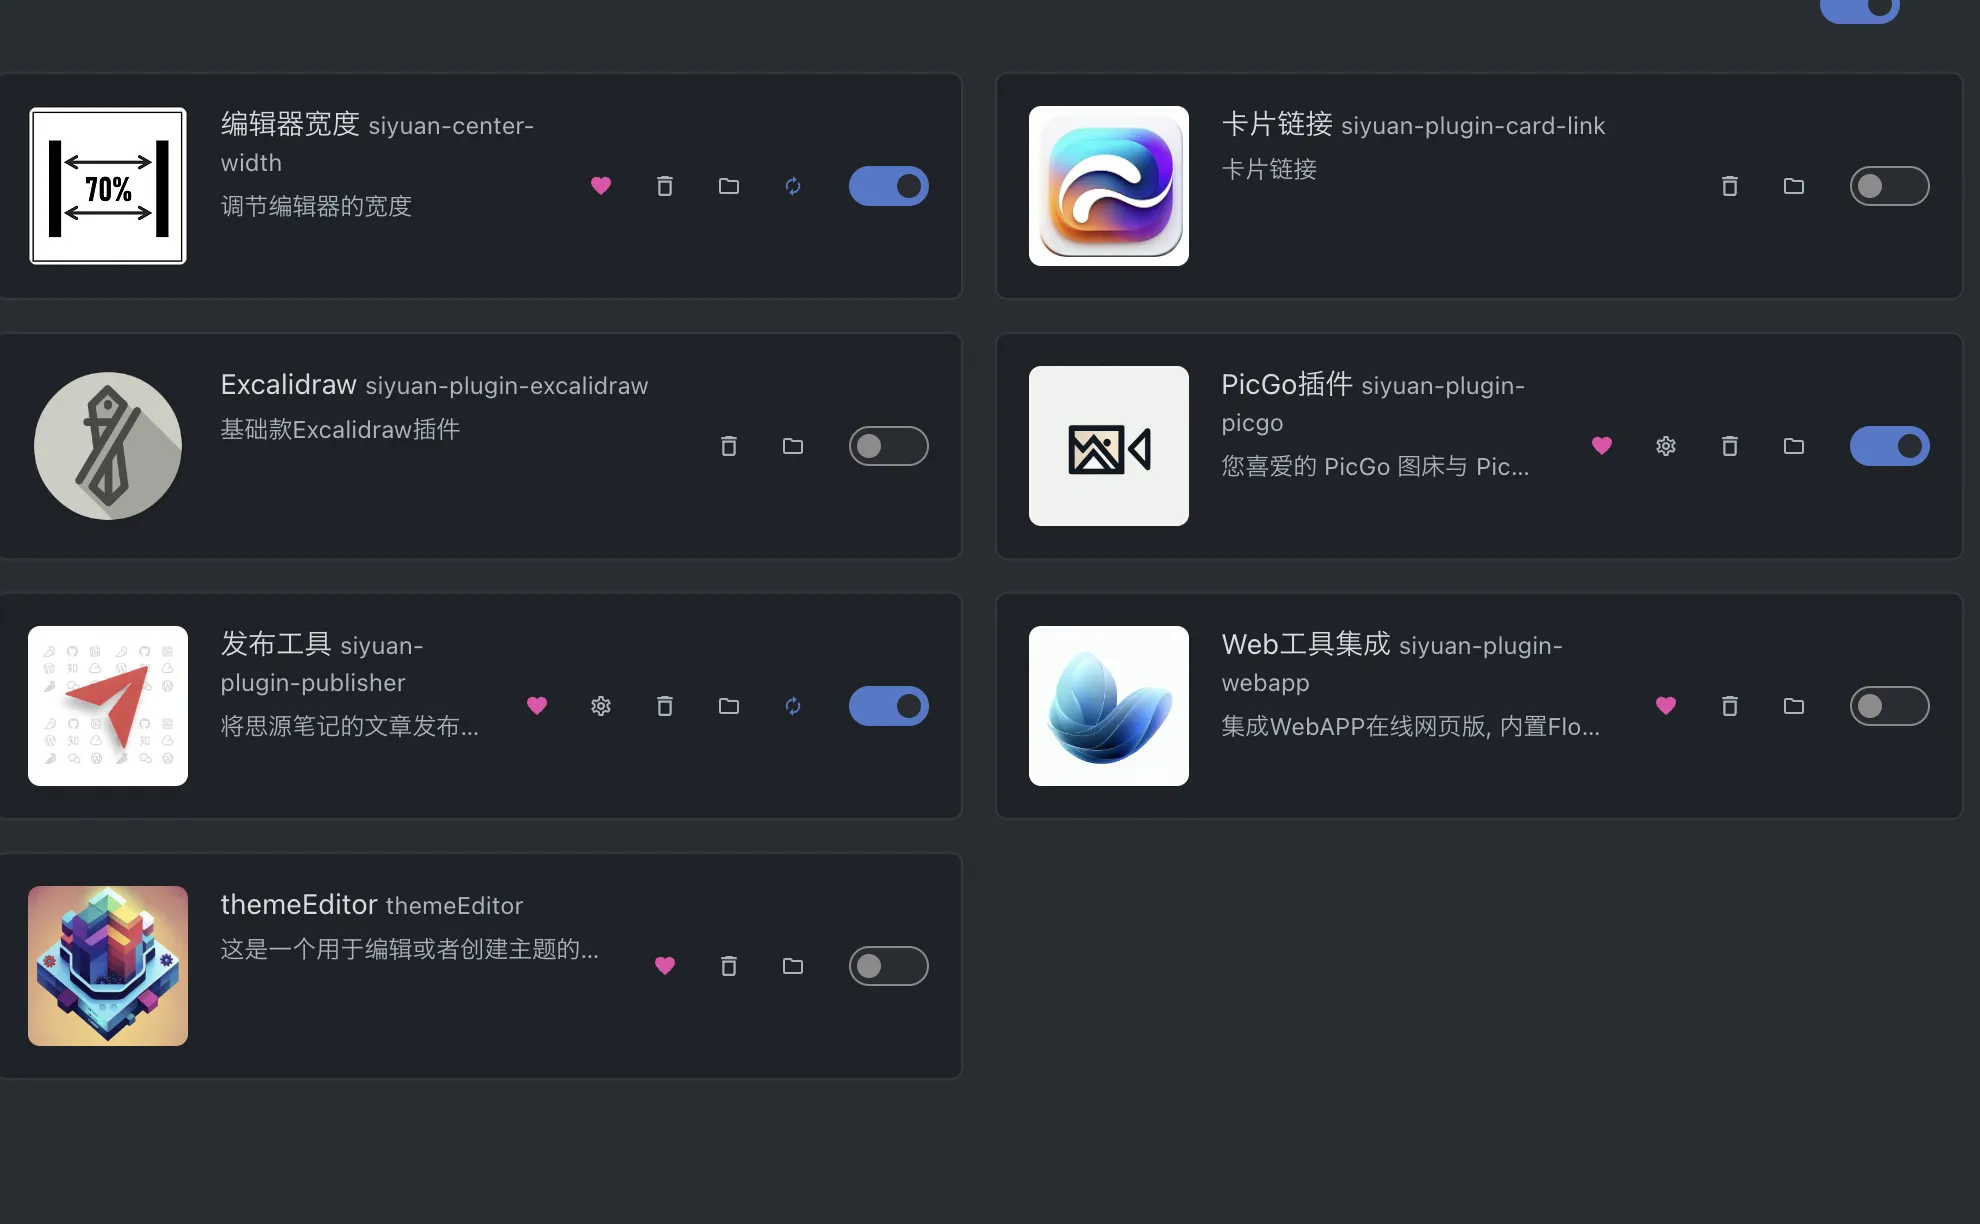 70%
编辑器宽度 siyuan-center-
width
调节编辑器的宽度
卡片链接 siyuan-plugin-card-link
卡片链接
Excalidraw siyuan-plugin-excalidraw
基础款Excalidraw插件
PicGo插件 siyuan-plugin-
picgo
您喜爱的 PicGo 图床与 Pic...
发布工具 siyuan-
plugin-publisher
将思源笔记的文章发布...
Web工具集成 siyuan-plugin-
webapp
集成WebAPP在线网页版, 内置Flo...
themeEditor themeEditor
这是一个用于编辑或者创建主题的...